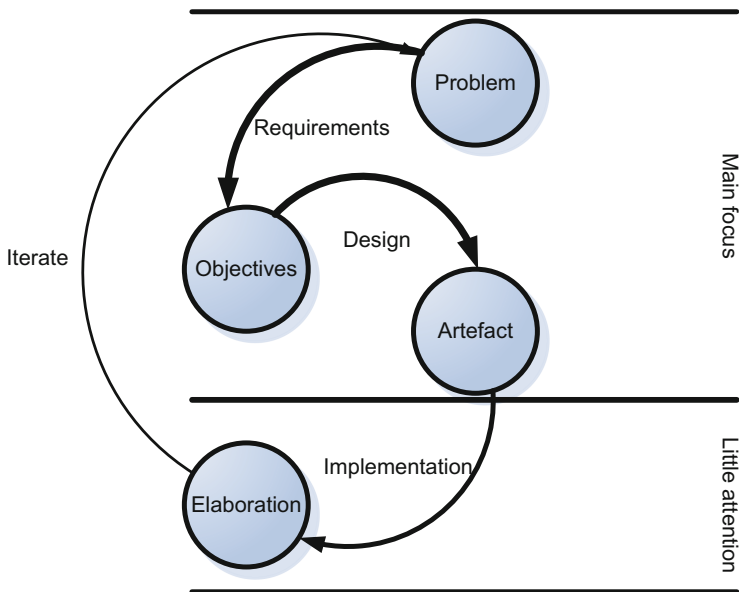 Problem
Requirements
Main focus
Design
Iterate
Objectives
Artefact
Implementation
Little attention
Elaboration